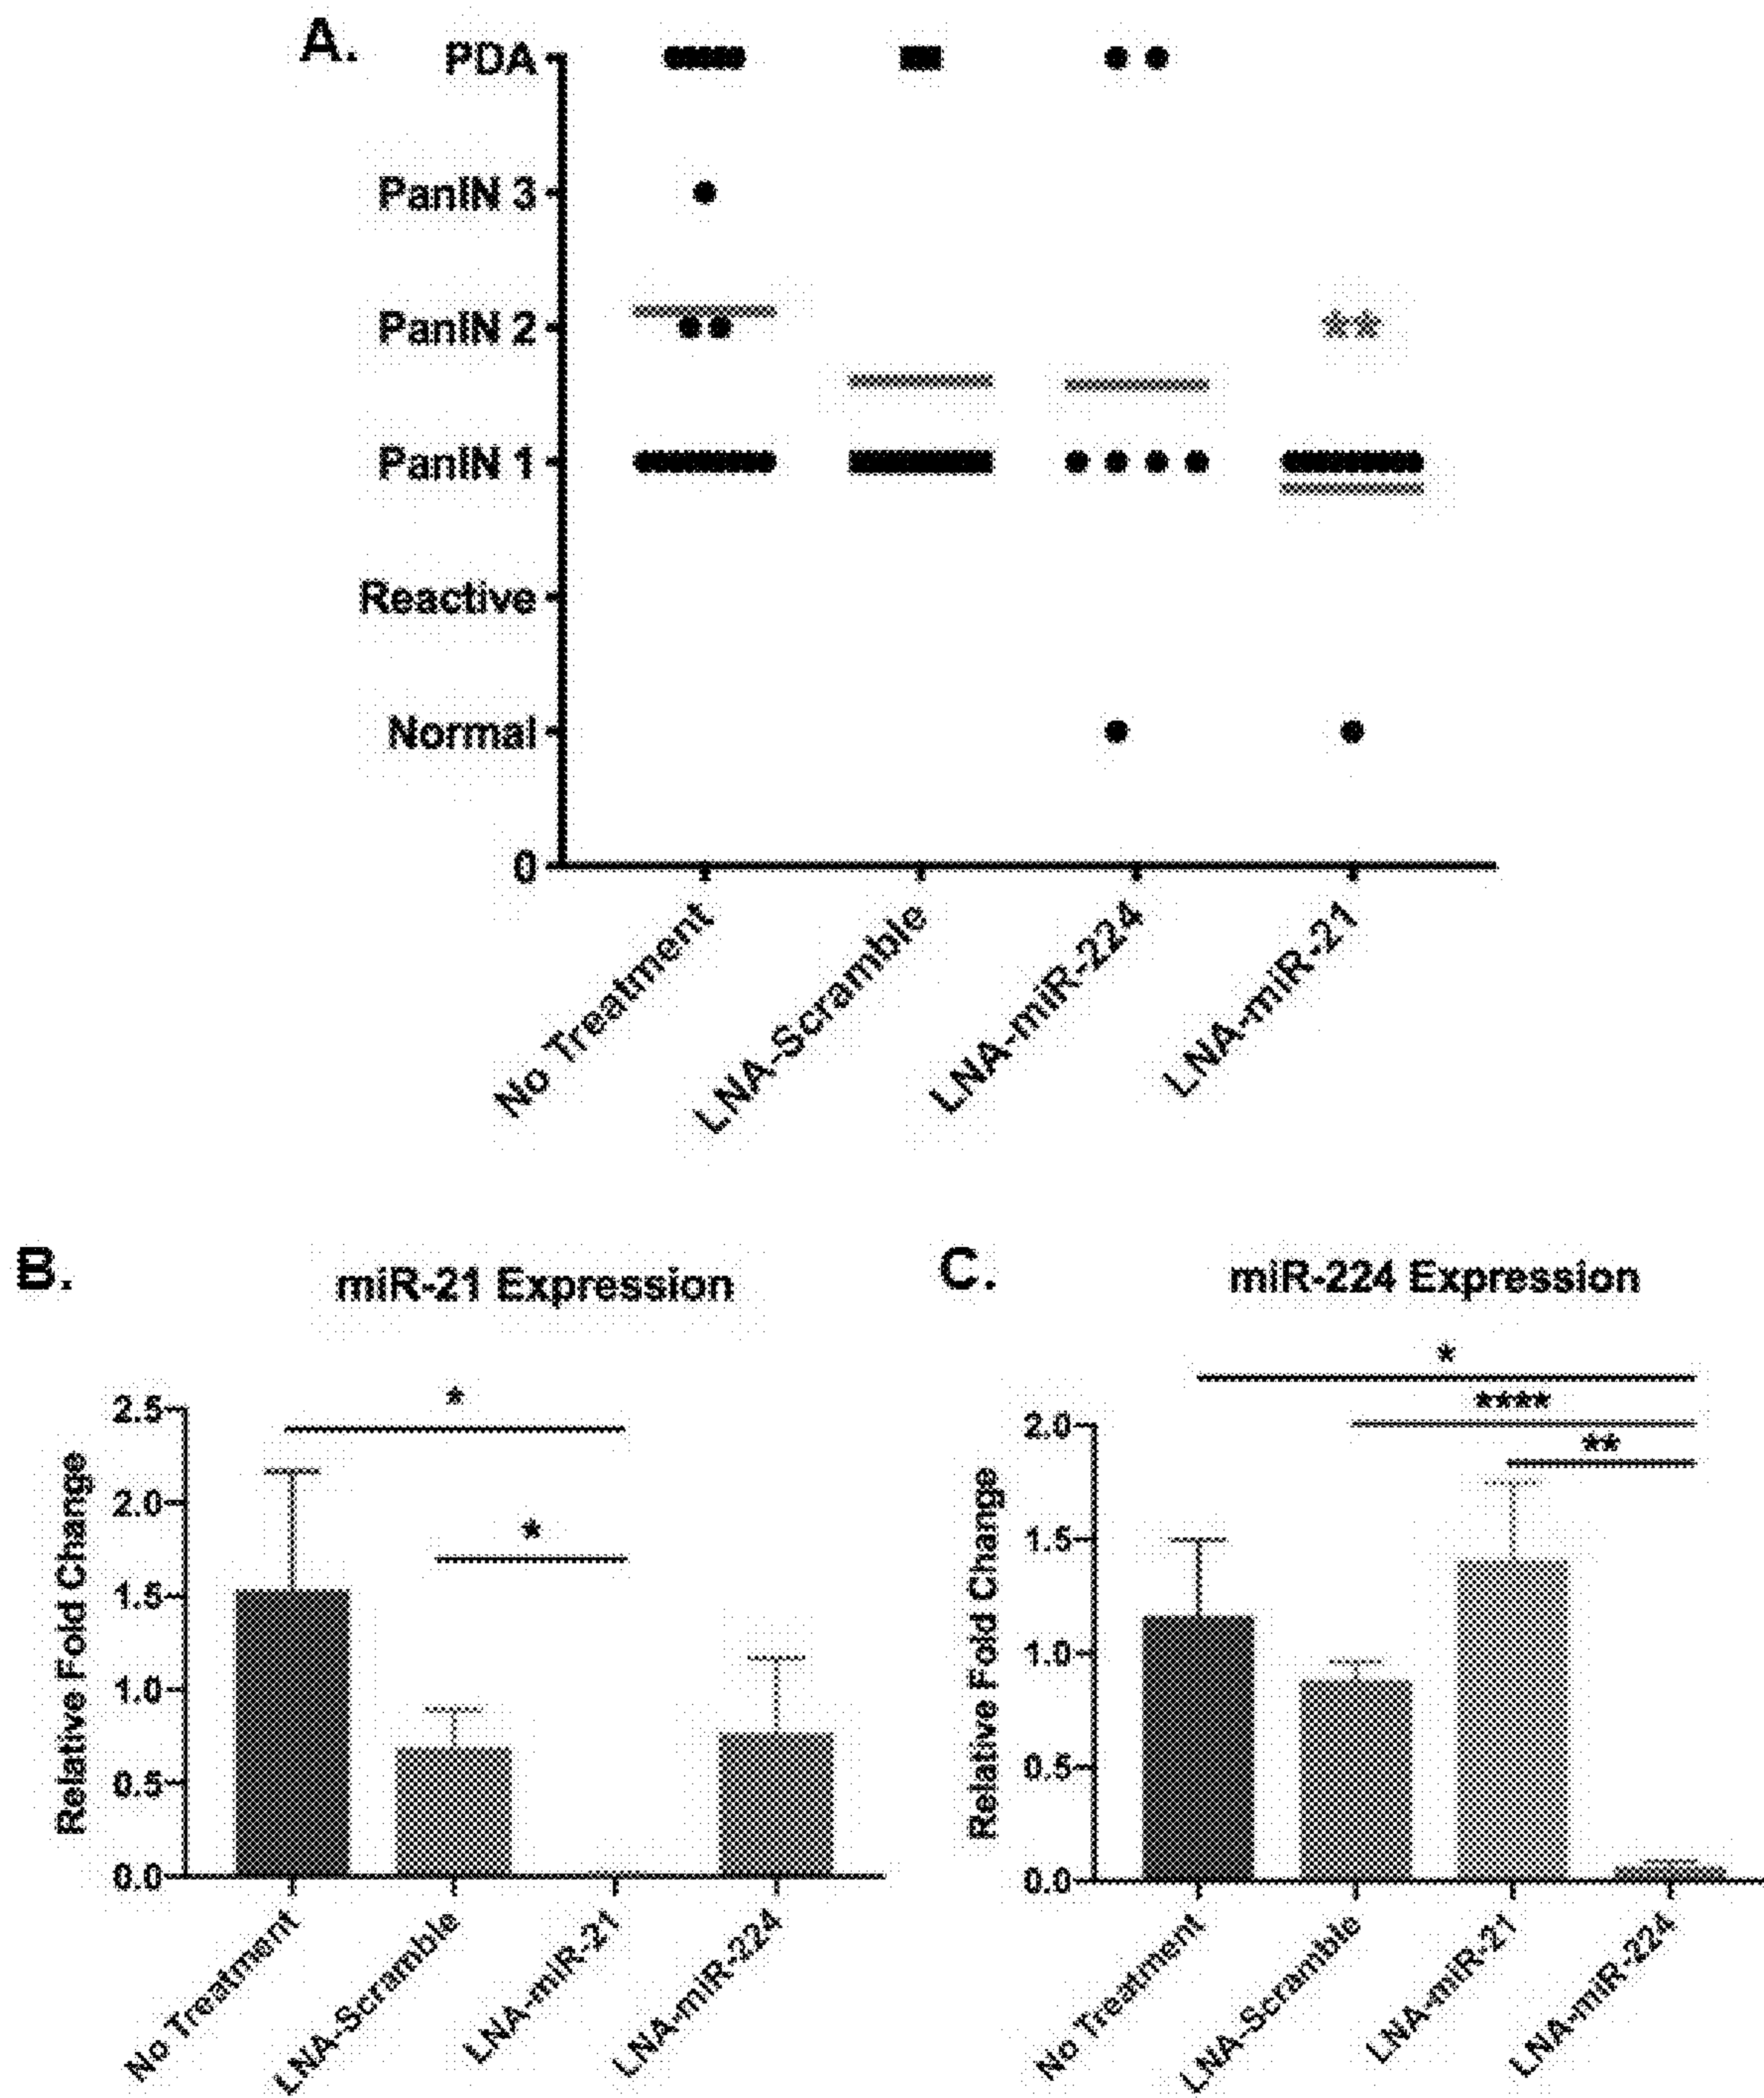 A.
PDA
PanIN 3
PanIN 2
**
PanIN 1
Reactive
Normal
0
No Treatment
LNA-Scramble
LNA-miR-224
LNA-miR-21
B.
miR-21 Expression
Relative Fold Change
2.5
2.0
1.5
1.0
0.5
0.0
*
*
No Treatment
LNA-Scramble
LNA-miR-21
LNA-miR-224
C.
miR-224 Expression
Relative Fold Change
2.0
1.5
1.0
0.5
0.0
*
****
**
No Treatment
LNA-Scramble
LNA-miR-21
LNA-miR-224